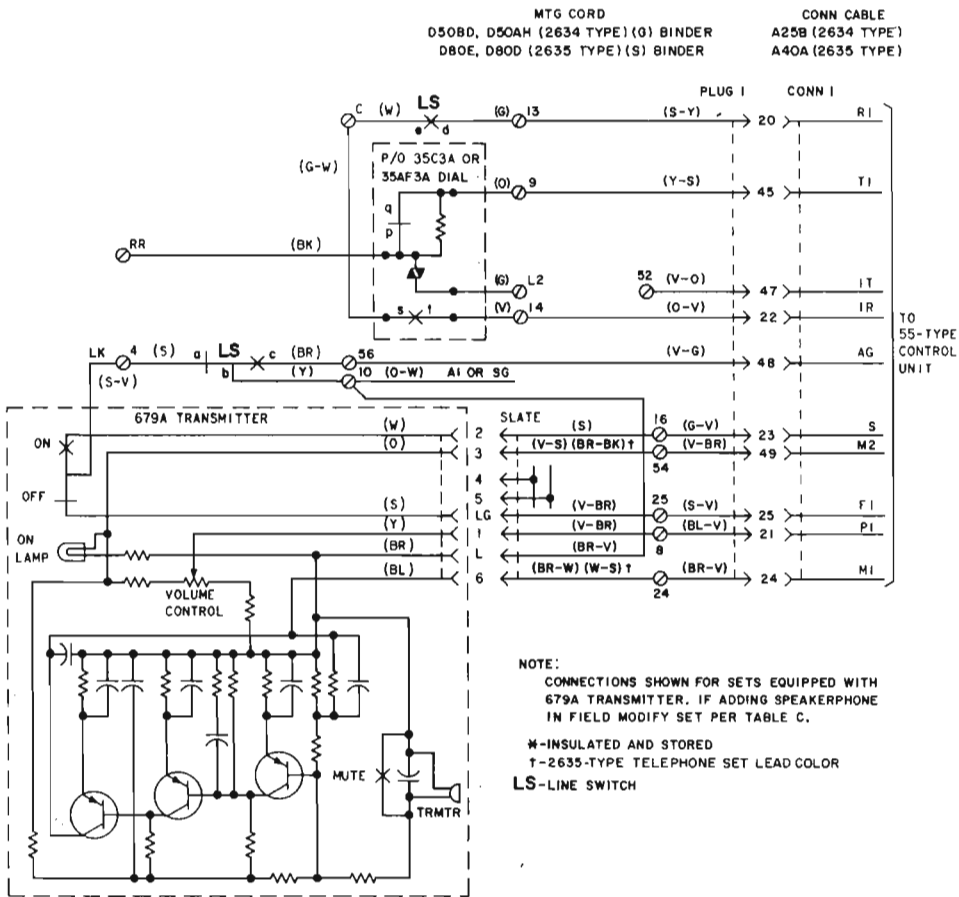 MTG CORD
D50BD, D50AH (2634 TYPE) (G) BINDER
D80E, D80D (2635 TYPE) (S) BINDER
CONN CABLE
A25B (2634 TYPE)
A40A (2635 TYPE)
PLUG 1 CONN 1
C (W) LS (G) 13 (S-Y) 20 R1
e d
(G-W)
P/O 35C3A OR
35AF3A DIAL
(O) 9 (Y-S) 45 T1
q
p
RR (BK)
(G) L2 52 (V-O) 47 IT
s t (V) 14 (O-V) 22 IR
TO
55-TYPE
CONTROL
UNIT
LK 4 (S) a LS c (BR) 56 (V-G) 48 AG
b (Y) 10 (O-W) A1 OR SG
(S-V)
679A TRANSMITTER
SLATE
ON (W) 2 (S) 16 (G-V) 23 S
(O) 3 (V-S) (BR-BK)† 54 (V-BR) 49 M2
4
OFF 5
(S) LG (V-BR) 25 (S-V) 25 F1
(Y) 1 (V-BR) 8 (BL-V) 21 P1
ON
LAMP
(BR) L (BR-V)
(BL) 6 (BR-W) (W-S)† 24 (BR-V) 24 M1
VOLUME
CONTROL
MUTE
TRMTR
NOTE:
CONNECTIONS SHOWN FOR SETS EQUIPPED WITH
679A TRANSMITTER. IF ADDING SPEAKERPHONE
IN FIELD MODIFY SET PER TABLE C.
*-INSULATED AND STORED
†-2635-TYPE TELEPHONE SET LEAD COLOR
LS-LINE SWITCH